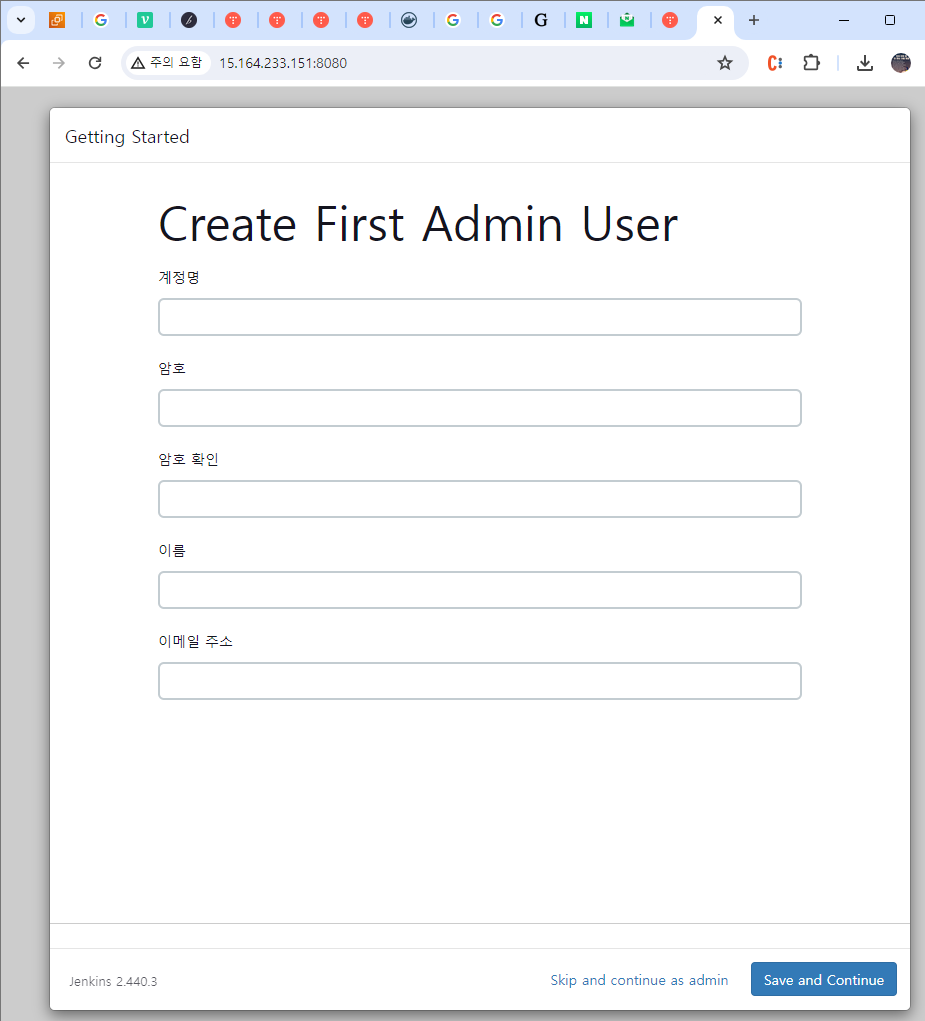 주의 요함 15.164.233.151:8080
Getting Started
Create First Admin User
계정명
암호
암호 확인
이름
이메일 주소
Jenkins 2.440.3 Skip and continue as admin Save and Continue